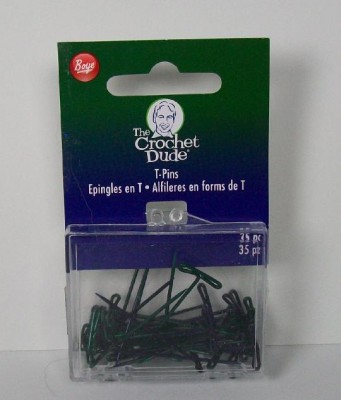 Boye
The
Crochet
Dude®
T-Pins
Epingles en T • Alfileres en forms de T
35 pc
35 pz